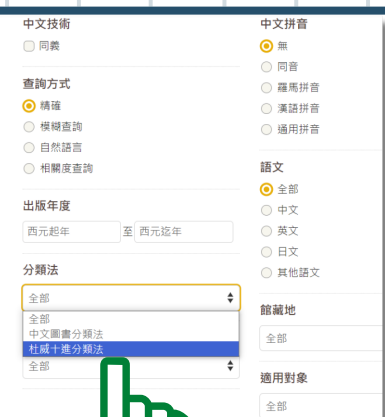 中文技術
同義
查詢方式
精確
模糊查詢
自然語言
相關度查詢
出版年度
西元起年
至
西元迄年
分類法
全部
全部
中文圖書分類法
杜威十進分類法
全部
中文拼音
無
同音
羅馬拼音
漢語拼音
通用拼音
語文
全部
中文
英文
日文
其他語文
館藏地
全部
適用對象
全部